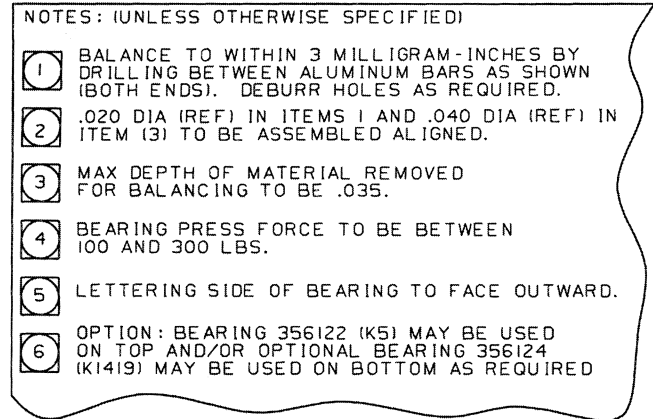 NOTES: (UNLESS OTHERWISE SPECIFIED)
1 BALANCE TO WITHIN 3 MILLIGRAM-INCHES BY
DRILLING BETWEEN ALUMINUM BARS AS SHOWN
(BOTH ENDS). DEBURR HOLES AS REQUIRED.
2 .020 DIA (REF) IN ITEMS 1 AND .040 DIA (REF) IN
ITEM (3) TO BE ASSEMBLED ALIGNED.
3 MAX DEPTH OF MATERIAL REMOVED
FOR BALANCING TO BE .035.
4 BEARING PRESS FORCE TO BE BETWEEN
100 AND 300 LBS.
5 LETTERING SIDE OF BEARING TO FACE OUTWARD.
6 OPTION: BEARING 356122 (K5) MAY BE USED
ON TOP AND/OR OPTIONAL BEARING 356124
(K1419) MAY BE USED ON BOTTOM AS REQUIRED